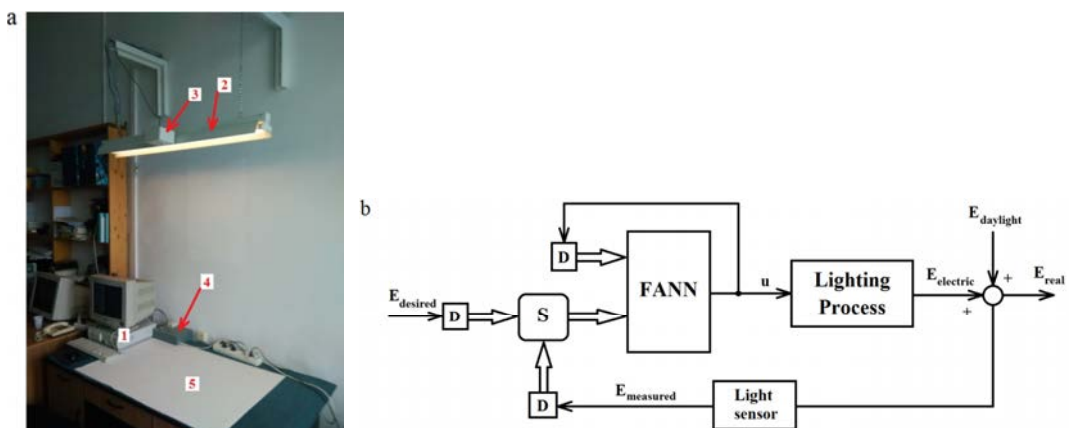 a
3
2
4
1
5
b
D
FANN
E_desired
D
S
u
Lighting
Process
E_electric
E_daylight
+
+
E_real
D
E_measured
Light
sensor